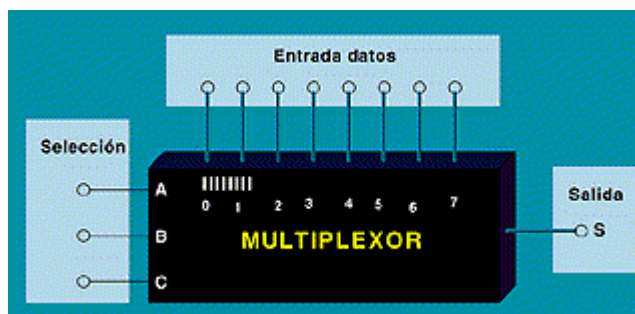 Entrada datos
Selección
A
0 1 2 3 4 5 6 7
Salida
B
MULTIPLEXOR
S
C